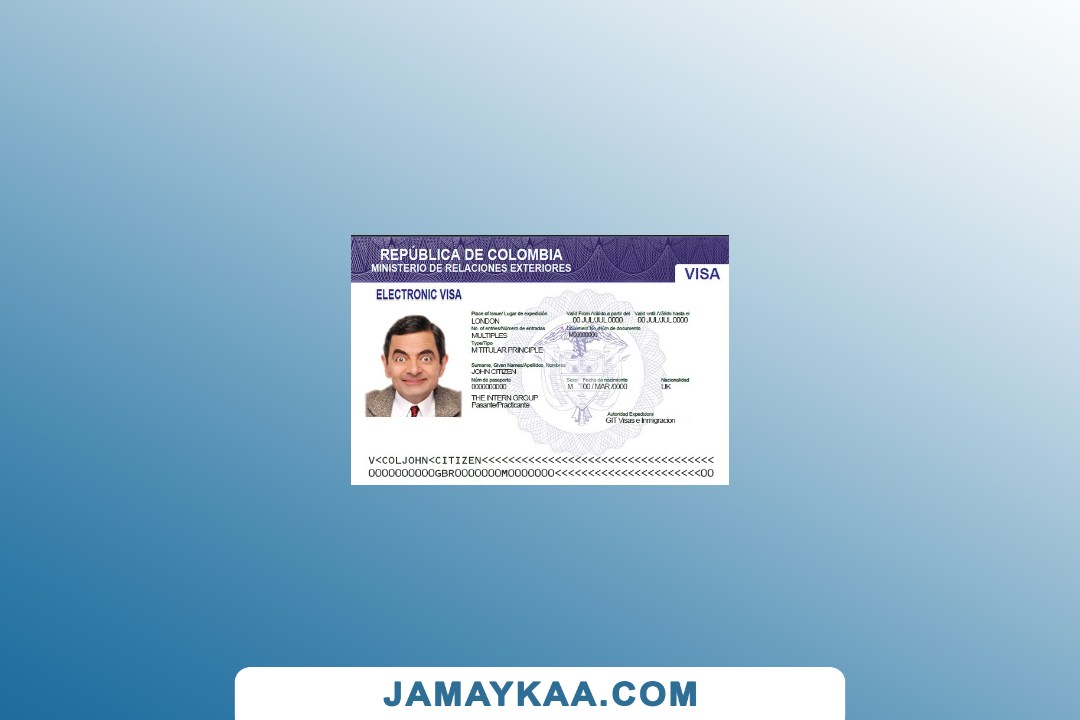 REPÚBLICA DE COLOMBIA
MINISTERIO DE RELACIONES EXTERIORES
VISA
ELECTRONIC VISA
Place of Issue/ Lugar de expedición
Valid From /Válido a partir del
Valid until /Válido hasta el
LONDON
00 JUL/JUL 0000
00 JUL/JUL 0000
No. of entries/Número de entradas
Document No./Núm de documento
MULTIPLES
M0000000
Type/Tipo
M TITULAR PRINCIPLE
Surname, Given Names/Apellidos, Nombres
JOHN CITIZEN
Núm de pasaporte
Sexo
Fecha de nacimiento
Nacionalidad
000000000
M
00 / MAR /0000
UK
THE INTERN GROUP
Pasante/Practicante
Autoridad Expedidora
GIT Visas e Inmigracion
V<COLJOHN<CITIZEN<<<<<<<<<<<<<<<<<<<<<<<<<<<
0000000000GBR0000000M0000000<<<<<<<<<<<<<<<<<<<<<<00
JAMAYKAA.COM